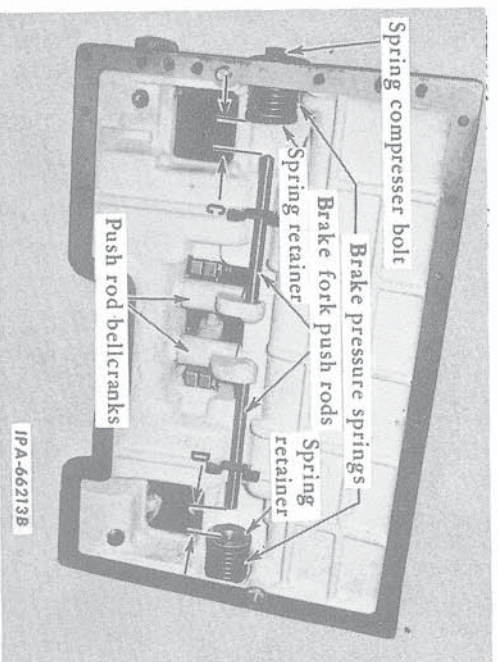 Spring compresser bolt
Brake pressure springs
Spring retainer
Brake fork push rods
Spring
retainer
C
D
Push rod bellcranks
IPA-66213B